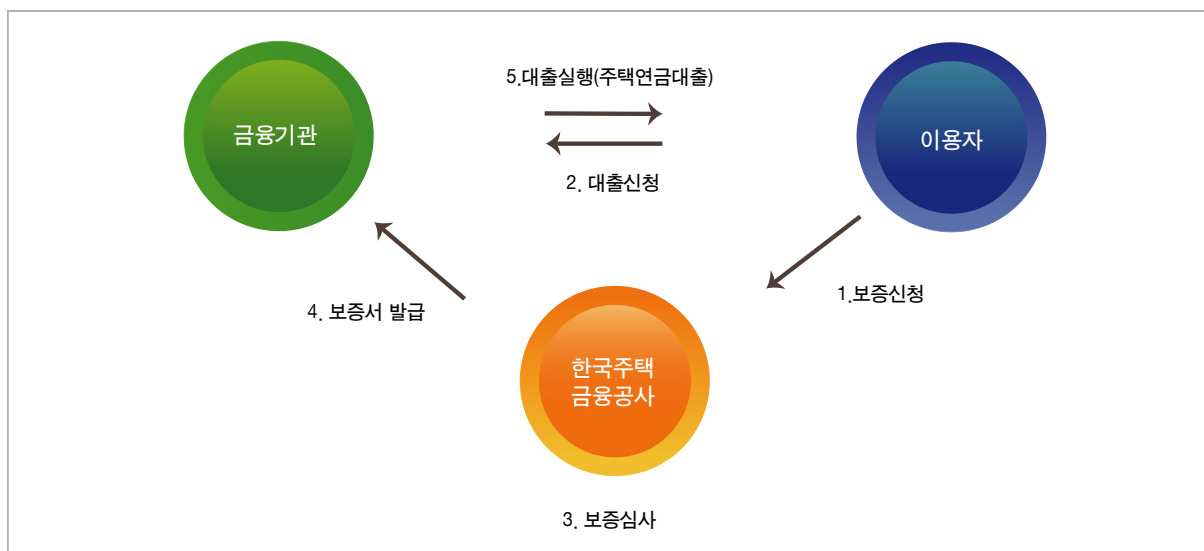 5.대출실행(주택연금대출)
금융기관
이용자
2. 대출신청
1.보증신청
4. 보증서 발급
한국주택
금융공사
3. 보증심사